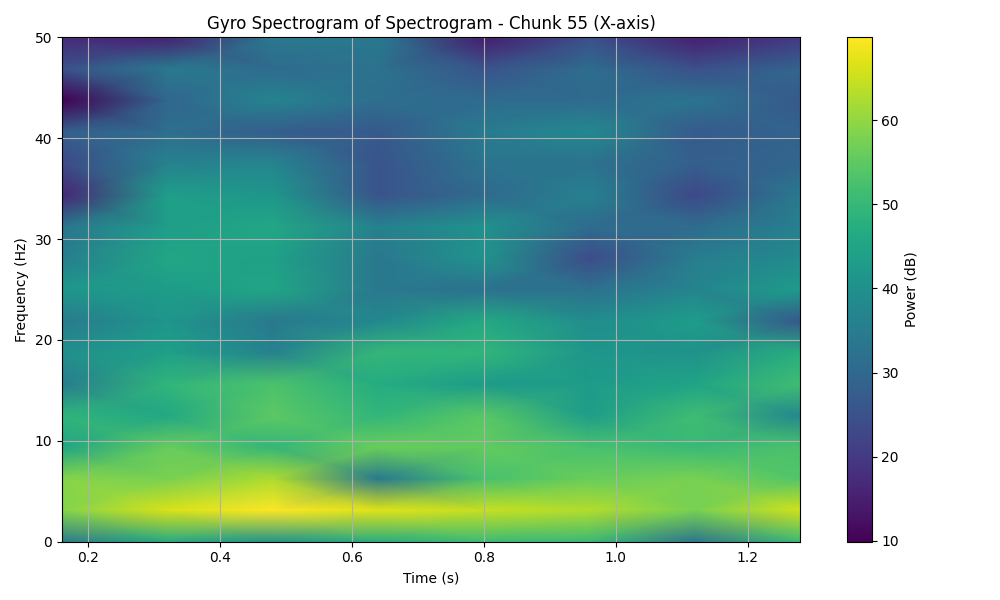 Gyro Spectrogram of Spectrogram - Chunk 55 (X-axis)
50
40
30
20
10
0
Frequency (Hz)
0.2 0.4 0.6 0.8 1.0 1.2
Time (s)
60
50
40
30
20
10
Power (dB)